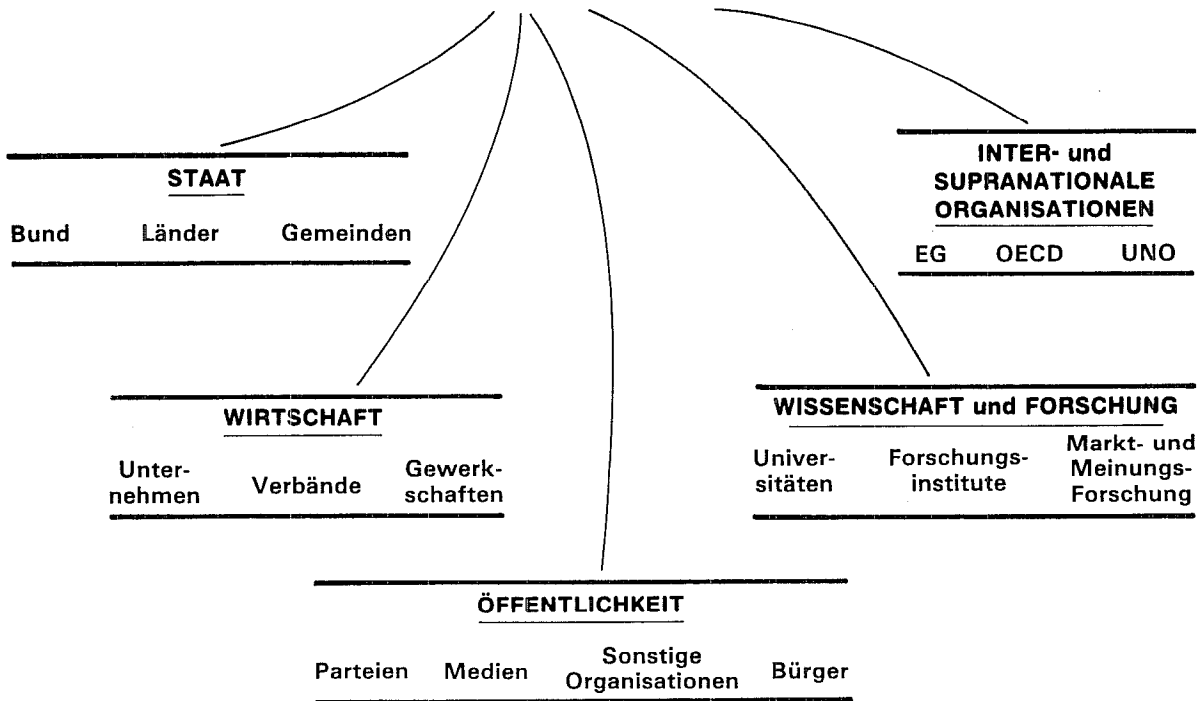 STAAT
Bund Länder Gemeinden
INTER- und
SUPRANATIONALE
ORGANISATIONEN
EG OECD UNO
WIRTSCHAFT
Unter-
nehmen
Verbände
Gewerk-
schaften
WISSENSCHAFT und FORSCHUNG
Univer-
sitäten
Forschungs-
institute
Markt- und
Meinungs-
Forschung
ÖFFENTLICHKEIT
Parteien
Medien
Sonstige
Organisationen
Bürger